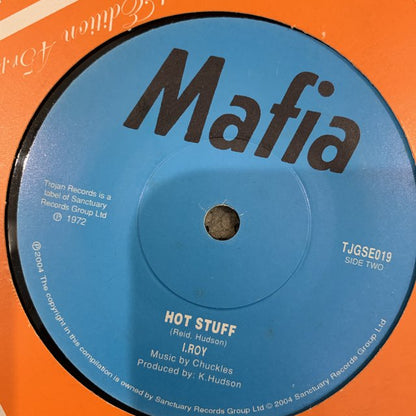 Edition
Mafia
Trojan Records is a
label of Sanctuary
Records Group Ltd
℗ 1972
TJGSE019
SIDE TWO
HOT STUFF
(Reid, Hudson)
I.ROY
Music by Chuckles
Produced by: K.Hudson
℗ 2004 The copyright in this compilation is owned by Sanctuary Records Group Ltd © 2004 Sanctuary Records Group Ltd